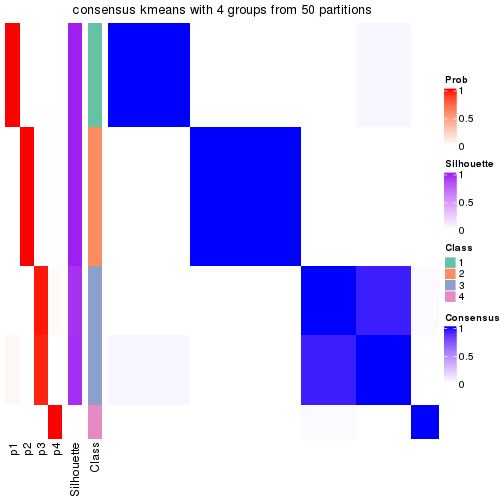 consensus kmeans with 4 groups from 50 partitions
Prob
1
0.5
0
Silhouette
1
0.5
0
Class
1
2
3
4
Consensus
1
0.5
0
p1
p2
p3
p4
Silhouette
Class